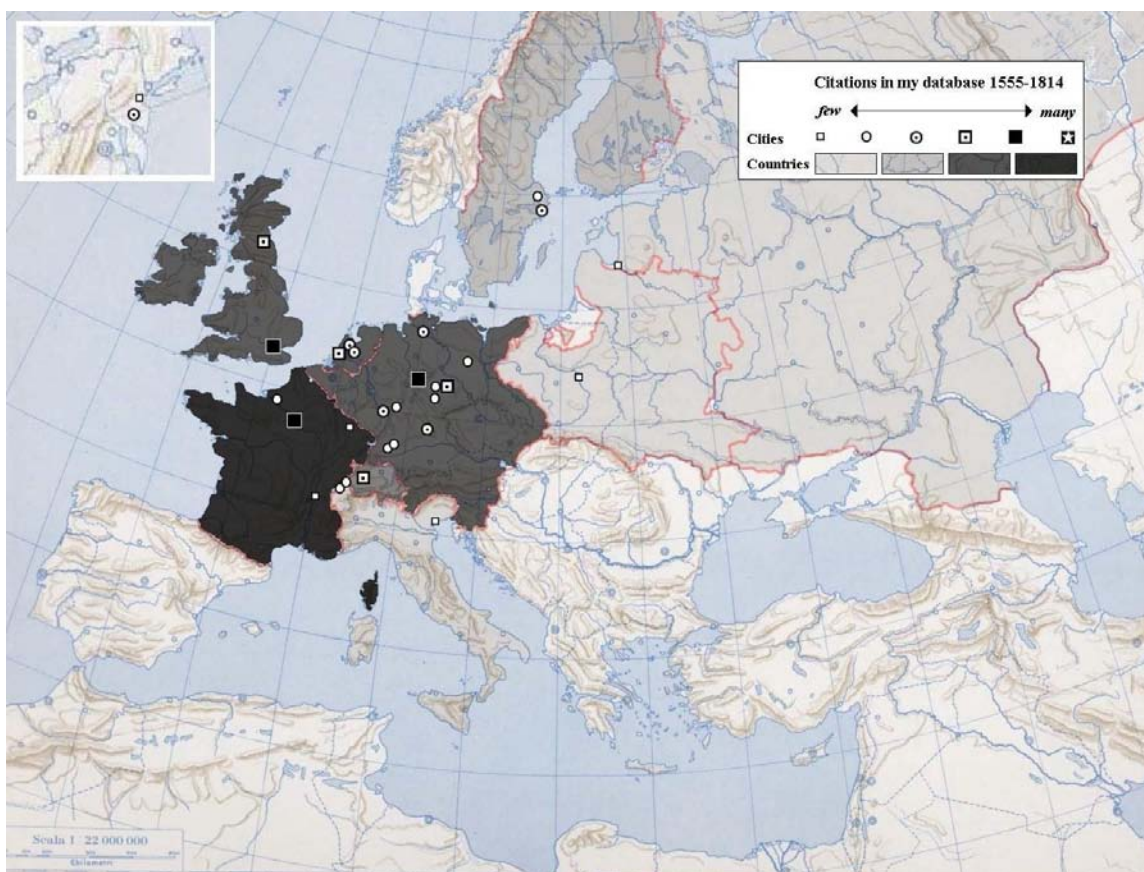 Citations in my database 1555-1814
few many
Cities
Countries
Scala 1 22 000 000